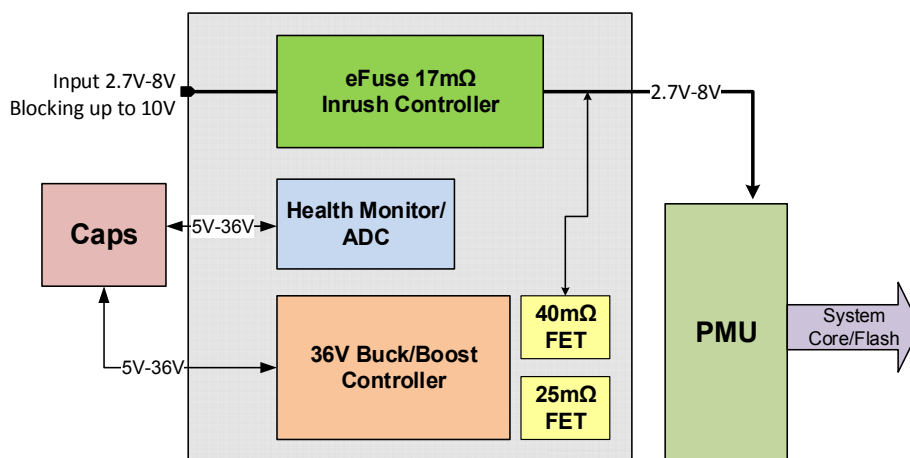 Input 2.7V-8V
Blocking up to 10V
eFuse 17mΩ
Inrush Controller
2.7V-8V
Caps
5V-36V
Health Monitor/
ADC
5V-36V
36V Buck/Boost
Controller
40mΩ
FET
25mΩ
FET
PMU
System
Core/Flash